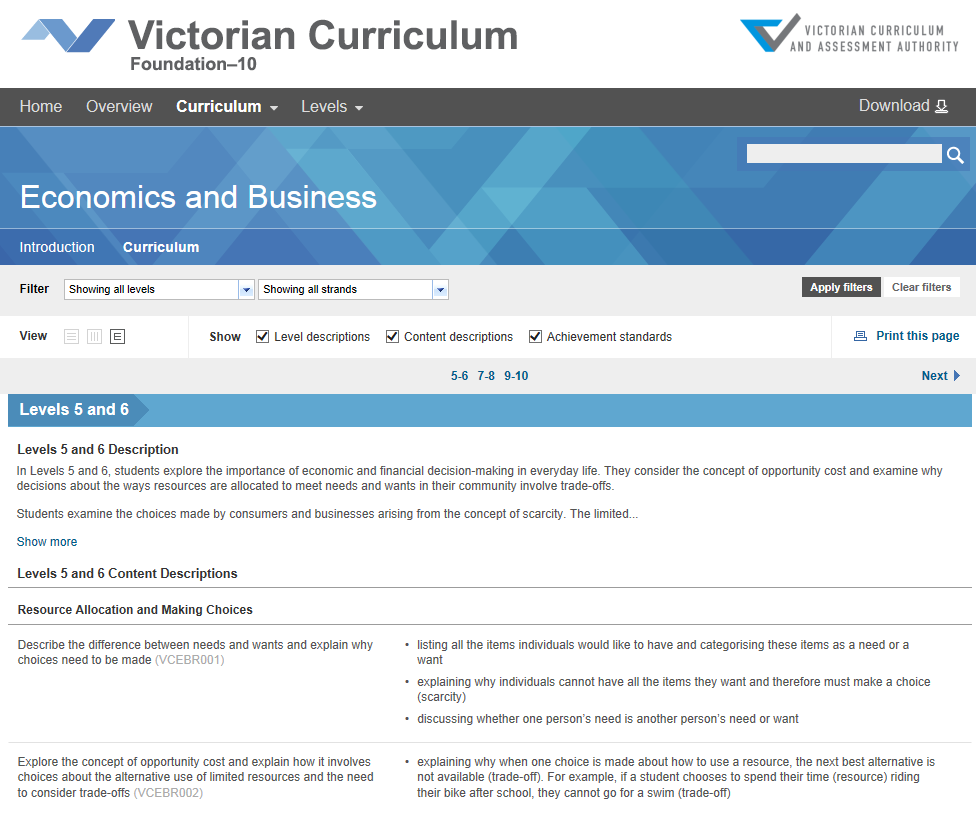 Victorian Curriculum
Foundation–10
VICTORIAN CURRICULUM
AND ASSESSMENT AUTHORITY
Home Overview Curriculum Levels Download
Economics and Business
Introduction Curriculum
Filter Showing all levels Showing all strands Apply filters Clear filters
View Show Level descriptions Content descriptions Achievement standards Print this page
5-6 7-8 9-10 Next
Levels 5 and 6
Levels 5 and 6 Description
In Levels 5 and 6, students explore the importance of economic and financial decision-making in everyday life. They consider the concept of opportunity cost and examine why
decisions about the ways resources are allocated to meet needs and wants in their community involve trade-offs.
Students examine the choices made by consumers and businesses arising from the concept of scarcity. The limited...
Show more
Levels 5 and 6 Content Descriptions
Resource Allocation and Making Choices
Describe the difference between needs and wants and explain why
choices need to be made (VCEBR001)
• listing all the items individuals would like to have and categorising these items as a need or a
want
• explaining why individuals cannot have all the items they want and therefore must make a choice
(scarcity)
• discussing whether one person's need is another person's need or want
Explore the concept of opportunity cost and explain how it involves
choices about the alternative use of limited resources and the need
to consider trade-offs (VCEBR002)
• explaining why when one choice is made about how to use a resource, the next best alternative is
not available (trade-off). For example, if a student chooses to spend their time (resource) riding
their bike after school, they cannot go for a swim (trade-off)